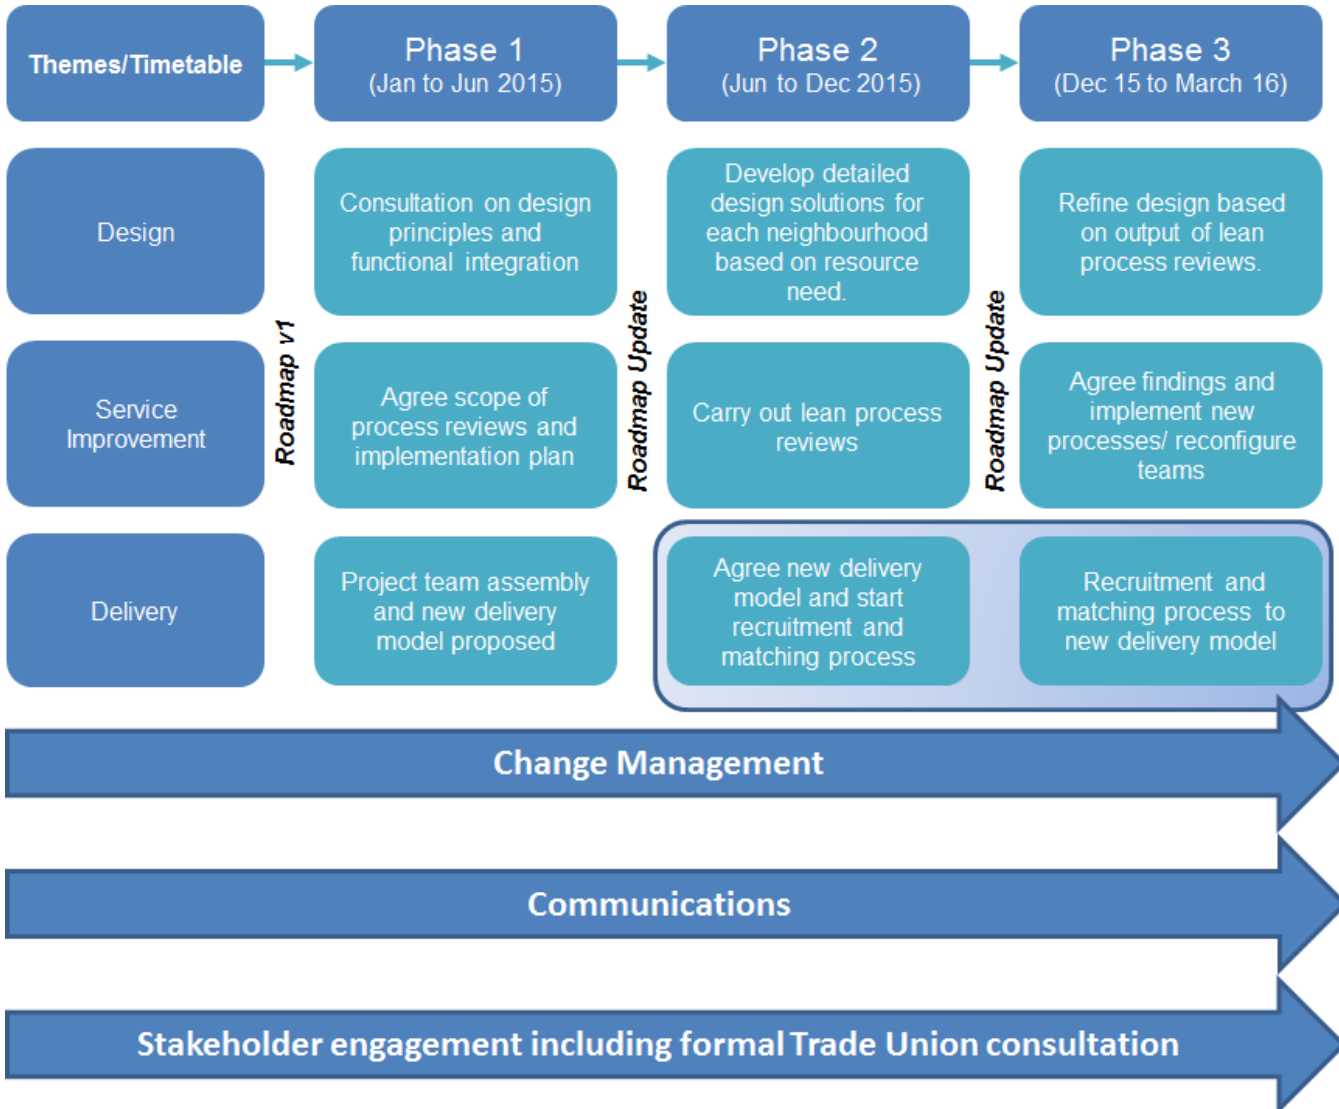 Themes/Timetable
Phase 1
(Jan to Jun 2015)
Phase 2
(Jun to Dec 2015)
Phase 3
(Dec 15 to March 16)
Design
Roadmap v1
Consultation on design
principles and
functional integration
Roadmap Update
Develop detailed
design solutions for
each neighbourhood
based on resource
need.
Roadmap Update
Refine design based
on output of lean
process reviews.
Service
Improvement
Agree scope of
process reviews and
implementation plan
Carry out lean process
reviews
Agree findings and
implement new
processes/ reconfigure
teams
Delivery
Project team assembly
and new delivery
model proposed
Agree new delivery
model and start
recruitment and
matching process
Recruitment and
matching process to
new delivery model
Change Management
Communications
Stakeholder engagement including formal Trade Union consultation